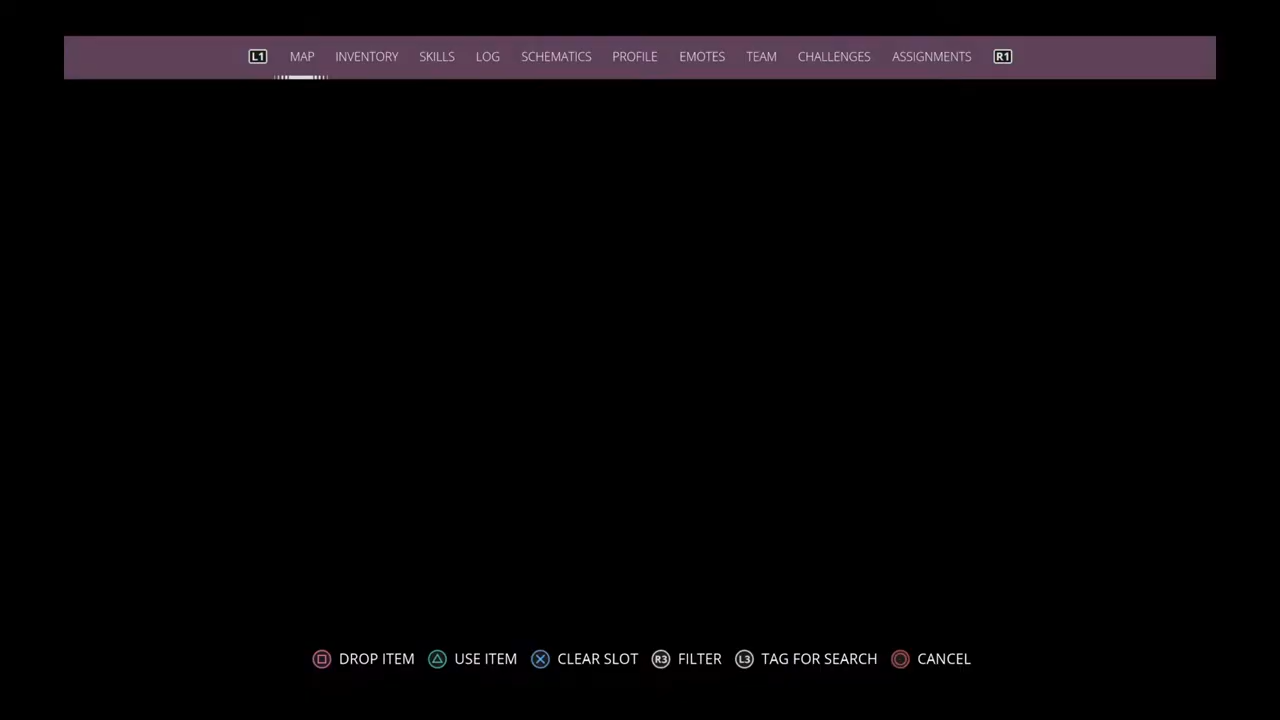 L1 MAP INVENTORY SKILLS LOG SCHEMATICS PROFILE EMOTES TEAM CHALLENGES ASSIGNMENTS R1
DROP ITEM USE ITEM CLEAR SLOT R3 FILTER L3 TAG FOR SEARCH CANCEL